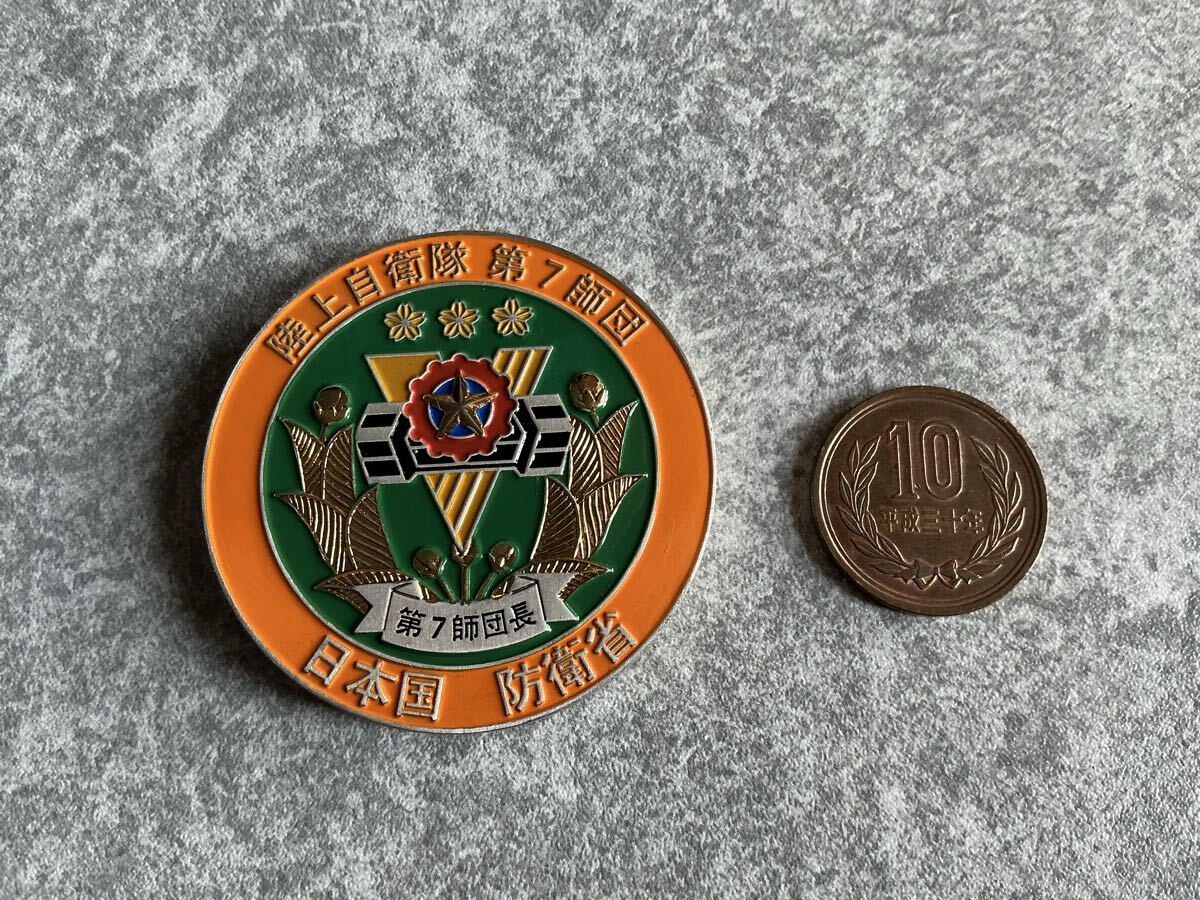 陸上自衛隊 第7師団
第7師団長
日本国 防衛省
10
平成三十年